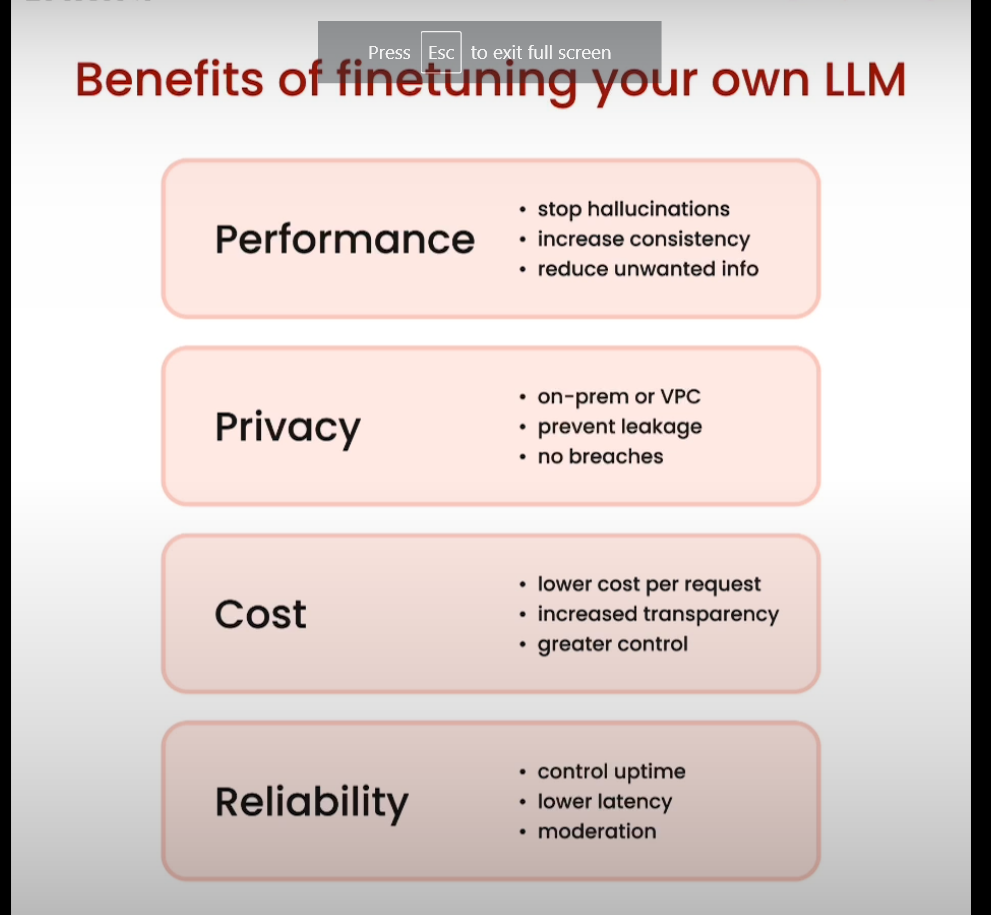 Press Esc to exit full screen
Benefits of finetuning your own LLM
Performance
• stop hallucinations
• increase consistency
• reduce unwanted info
Privacy
• on-prem or VPC
• prevent leakage
• no breaches
Cost
• lower cost per request
• increased transparency
• greater control
Reliability
• control uptime
• lower latency
• moderation